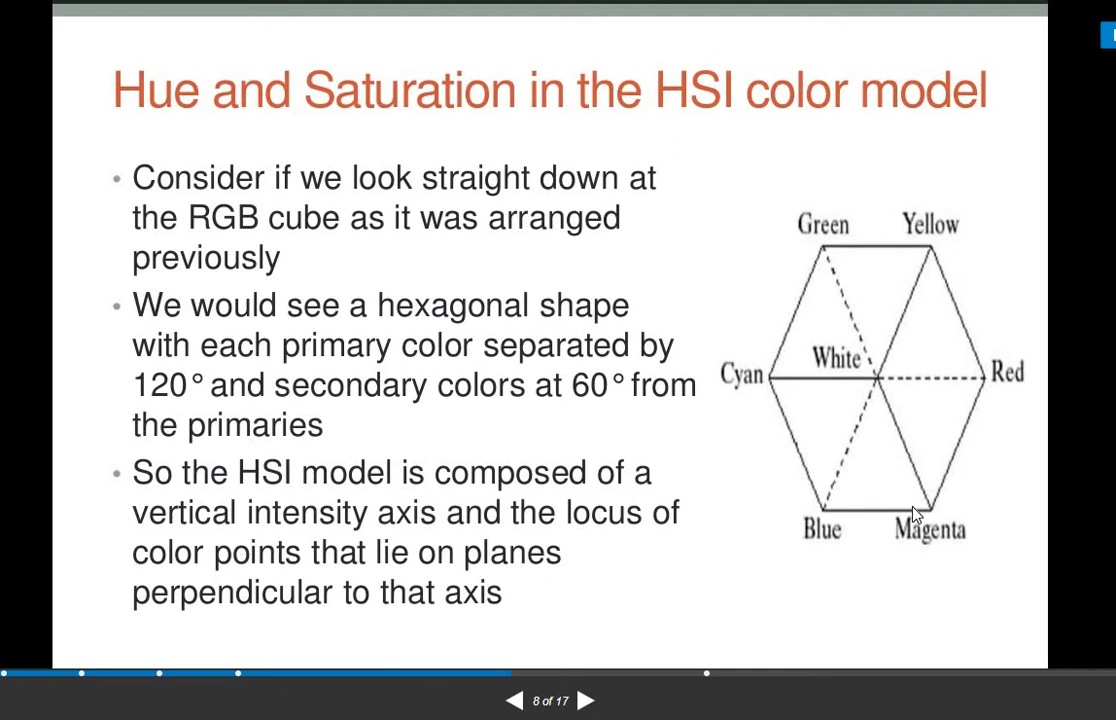 Hue and Saturation in the HSI color model
• Consider if we look straight down at
the RGB cube as it was arranged
previously
• We would see a hexagonal shape
with each primary color separated by
120° and secondary colors at 60° from
the primaries
• So the HSI model is composed of a
vertical intensity axis and the locus of
color points that lie on planes
perpendicular to that axis
Green Yellow
White
Cyan Red
Blue Magenta
8 of 17